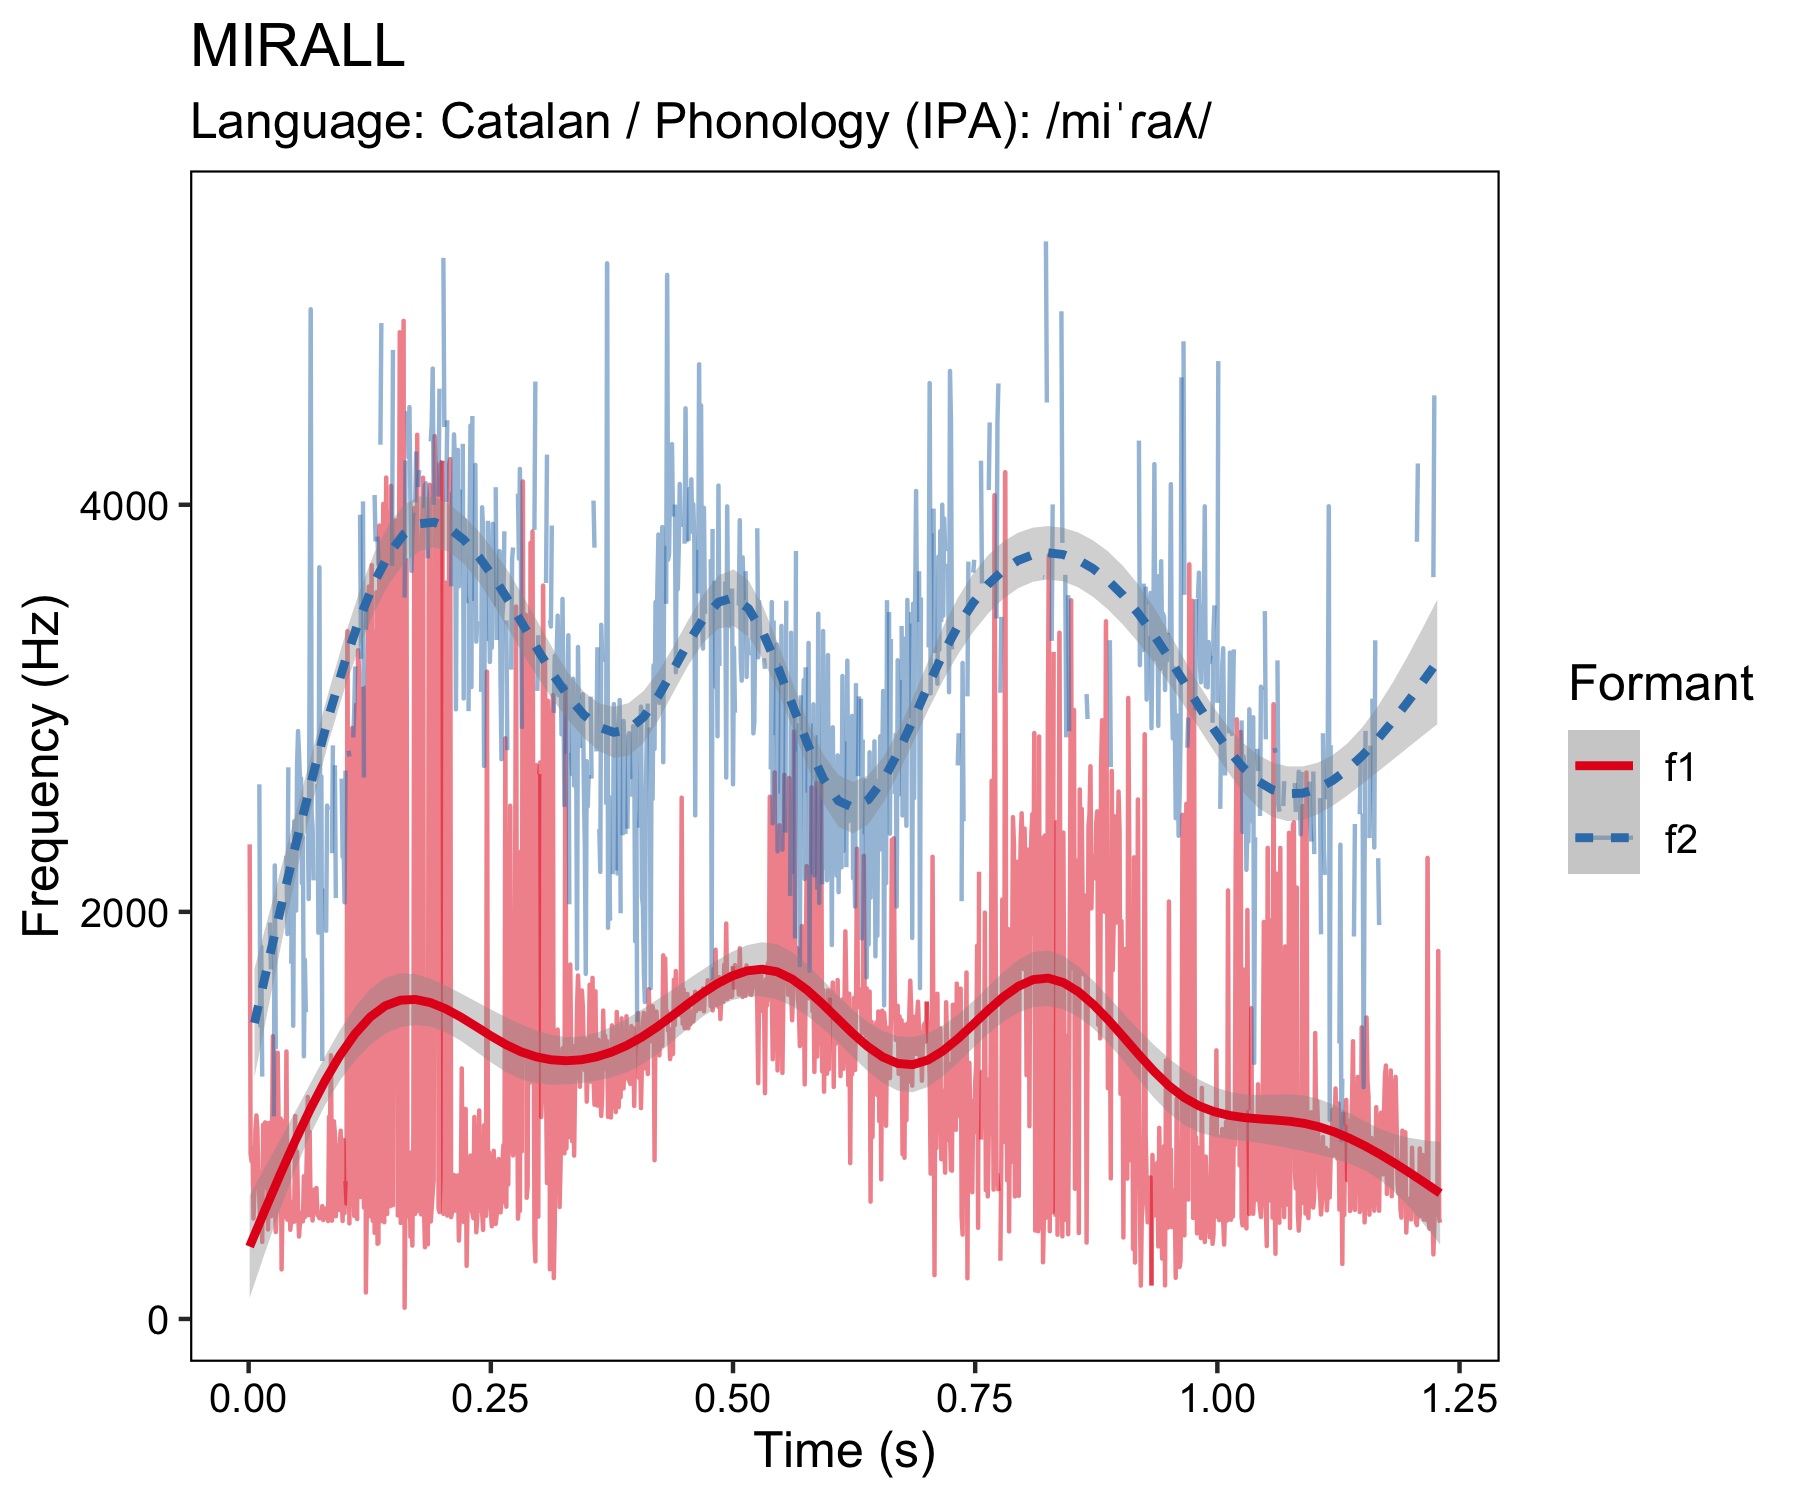 MIRALL
Language: Catalan / Phonology (IPA): /miˈɾaʎ/
Frequency (Hz)
4000
2000
0
0.00 0.25 0.50 0.75 1.00 1.25
Time (s)
Formant
f1
f2